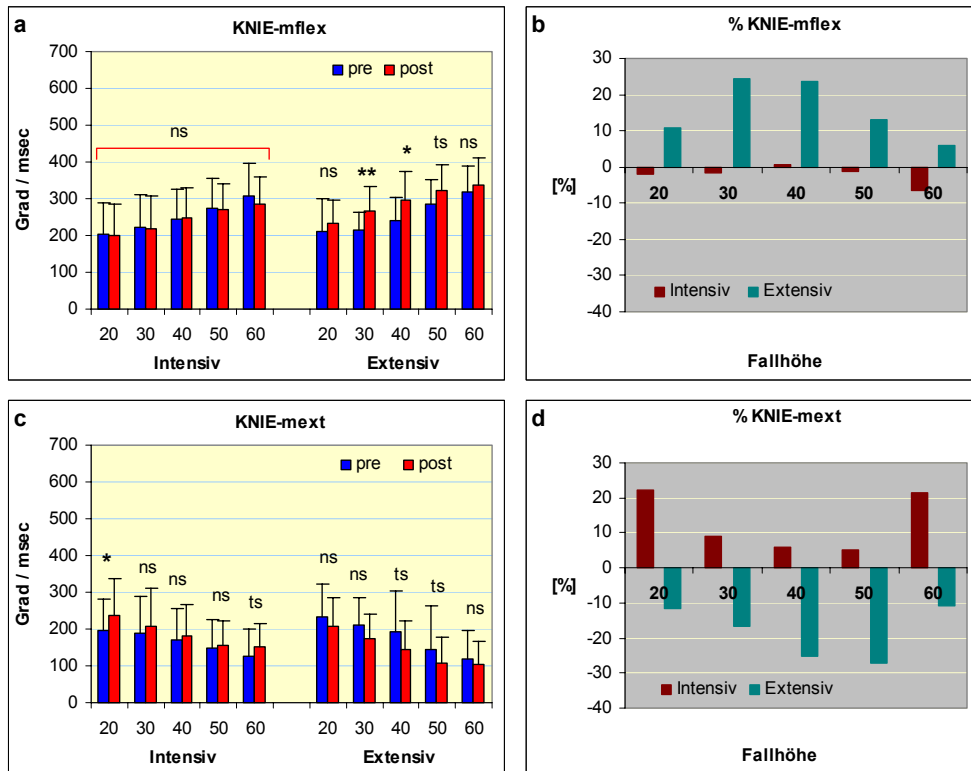 a
KNIE-mflex
700
600
500
400
300
200
100
0
Grad / msec
pre post
ns
ns ** * ts ns
20 30 40 50 60 20 30 40 50 60
Intensiv Extensiv
b
% KNIE-mflex
30
20
10
0
-10
-20
-30
-40
[%]
20 30 40 50 60
Intensiv Extensiv
Fallhöhe
c
KNIE-mext
700
600
500
400
300
200
100
0
Grad / msec
pre post
* ns ns ns ts ns ns ts ts ns
20 30 40 50 60 20 30 40 50 60
Intensiv Extensiv
d
% KNIE-mext
30
20
10
0
-10
-20
-30
-40
[%]
20 30 40 50 60
Intensiv Extensiv
Fallhöhe